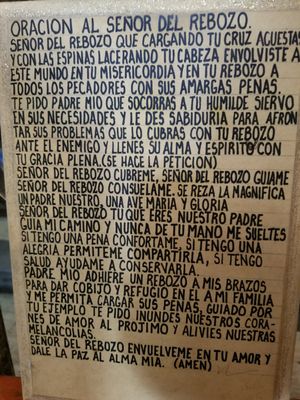 ORACION AL SEÑOR DEL REBOZO.
SEÑOR DEL REBOZO QUE CARGANDO TU CRUZ ACUESTAS
Y CON LAS ESPINAS LACERANDO TU CABEZA ENVOLVISTE A
ESTE MUNDO EN TU MISERICORDIA Y EN TU REBOZO A
TODOS LOS PECADORES CON SUS AMARGAS PENAS.
TE PIDO PADRE MIO QUE SOCORRAS A TU HUMILDE SIERVO
EN SUS NECESIDADES Y LE DES SABIDURIA PARA AFRON
TAR SUS PROBLEMAS QUE LO CUBRAS CON TU REBOZO
ANTE EL ENEMIGO Y LLENES SU ALMA Y ESPIRITO CON
TU GRACIA PLENA. (SE HACE LA PETICION)
SEÑOR DEL REBOZO CUBREME, SEÑOR DEL REBOZO GUIAME
SEÑOR DEL REBOZO CONSUELAME. SE REZA LA MAGNIFICA
UN PADRE NUESTRO, UNA AVE MARIA Y GLORIA
SEÑOR DEL REBOZO TU QUE ERES NUESTRO PADRE
GUIA MI CAMINO Y NUNCA DE TU MANO ME SUELTES
SI TENGO UNA PENA CONFORTAME, SI TENGO UNA
ALEGRIA PERMITEME COMPARTIRLA, SI TENGO
SALUD AYUDAME A CONSERVARLA.
PADRE MIO ADHIERE UN REBOZO A MIS BRAZOS
PARA DAR COBIJO Y REFUGIO EN EL A MI FAMILIA
Y ME PERMITA CARGAR SUS PENAS, GUIADO POR
TU EJEMPLO TE PIDO INUNDES NUESTROS CORA-
NES DE AMOR AL PROJIMO Y ALIVIES NUESTRAS
MELANCOLIAS.
SEÑOR DEL REBOZO ENVUELVEME EN TU AMOR Y
DALE LA PAZ AL ALMA MIA. (AMEN)